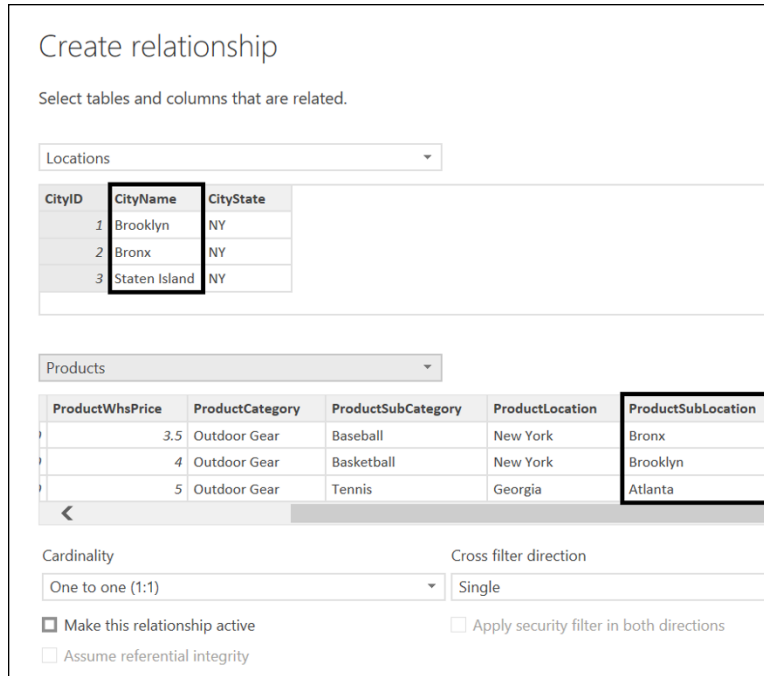 Create relationship
Select tables and columns that are related.
Locations
CityID CityName CityState
1 Brooklyn NY
2 Bronx NY
3 Staten Island NY
Products
ProductWhsPrice ProductCategory ProductSubCategory ProductLocation ProductSubLocation
3.5 Outdoor Gear Baseball New York Bronx
4 Outdoor Gear Basketball New York Brooklyn
5 Outdoor Gear Tennis Georgia Atlanta
Cardinality Cross filter direction
One to one (1:1) Single
Make this relationship active Apply security filter in both directions
Assume referential integrity